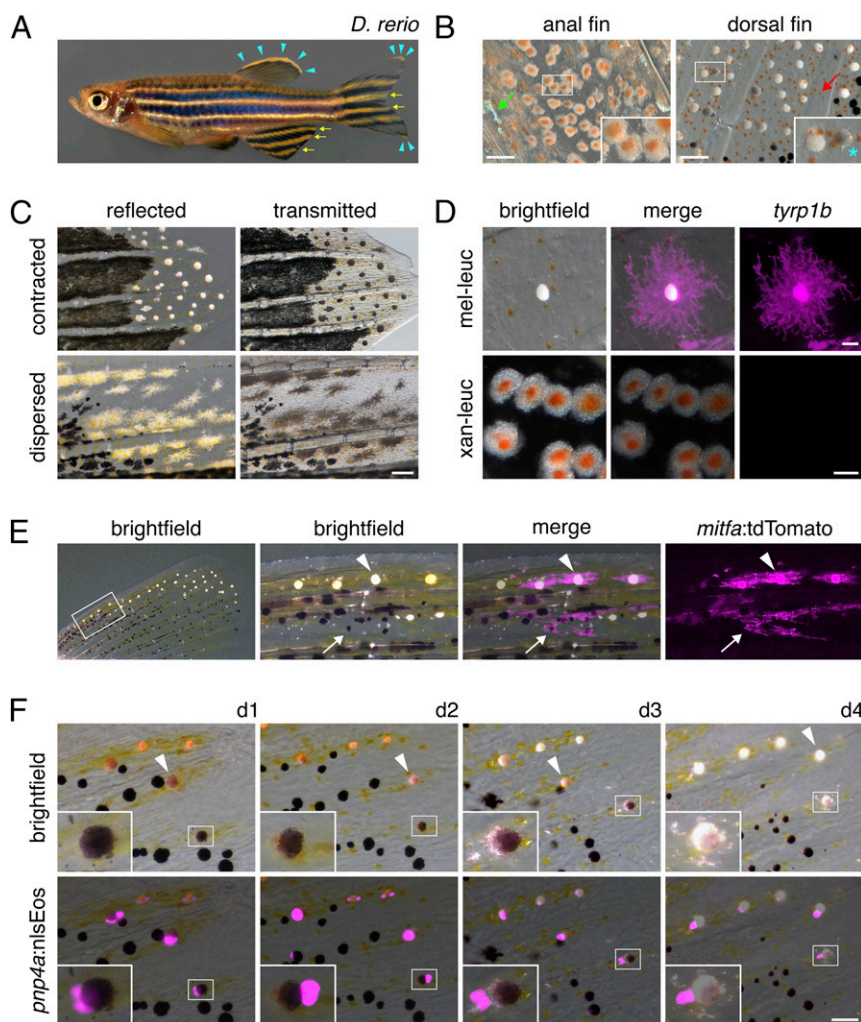 A
D. rerio
B
anal fin
dorsal fin
*
C
reflected
transmitted
contracted
dispersed
D
brightfield
merge
tyrp1b
mel-leuc
xan-leuc
E
brightfield
brightfield
merge
mitfa:tdTomato
F
d1
d2
d3
d4
brightfield
pnp4a:nlsEos